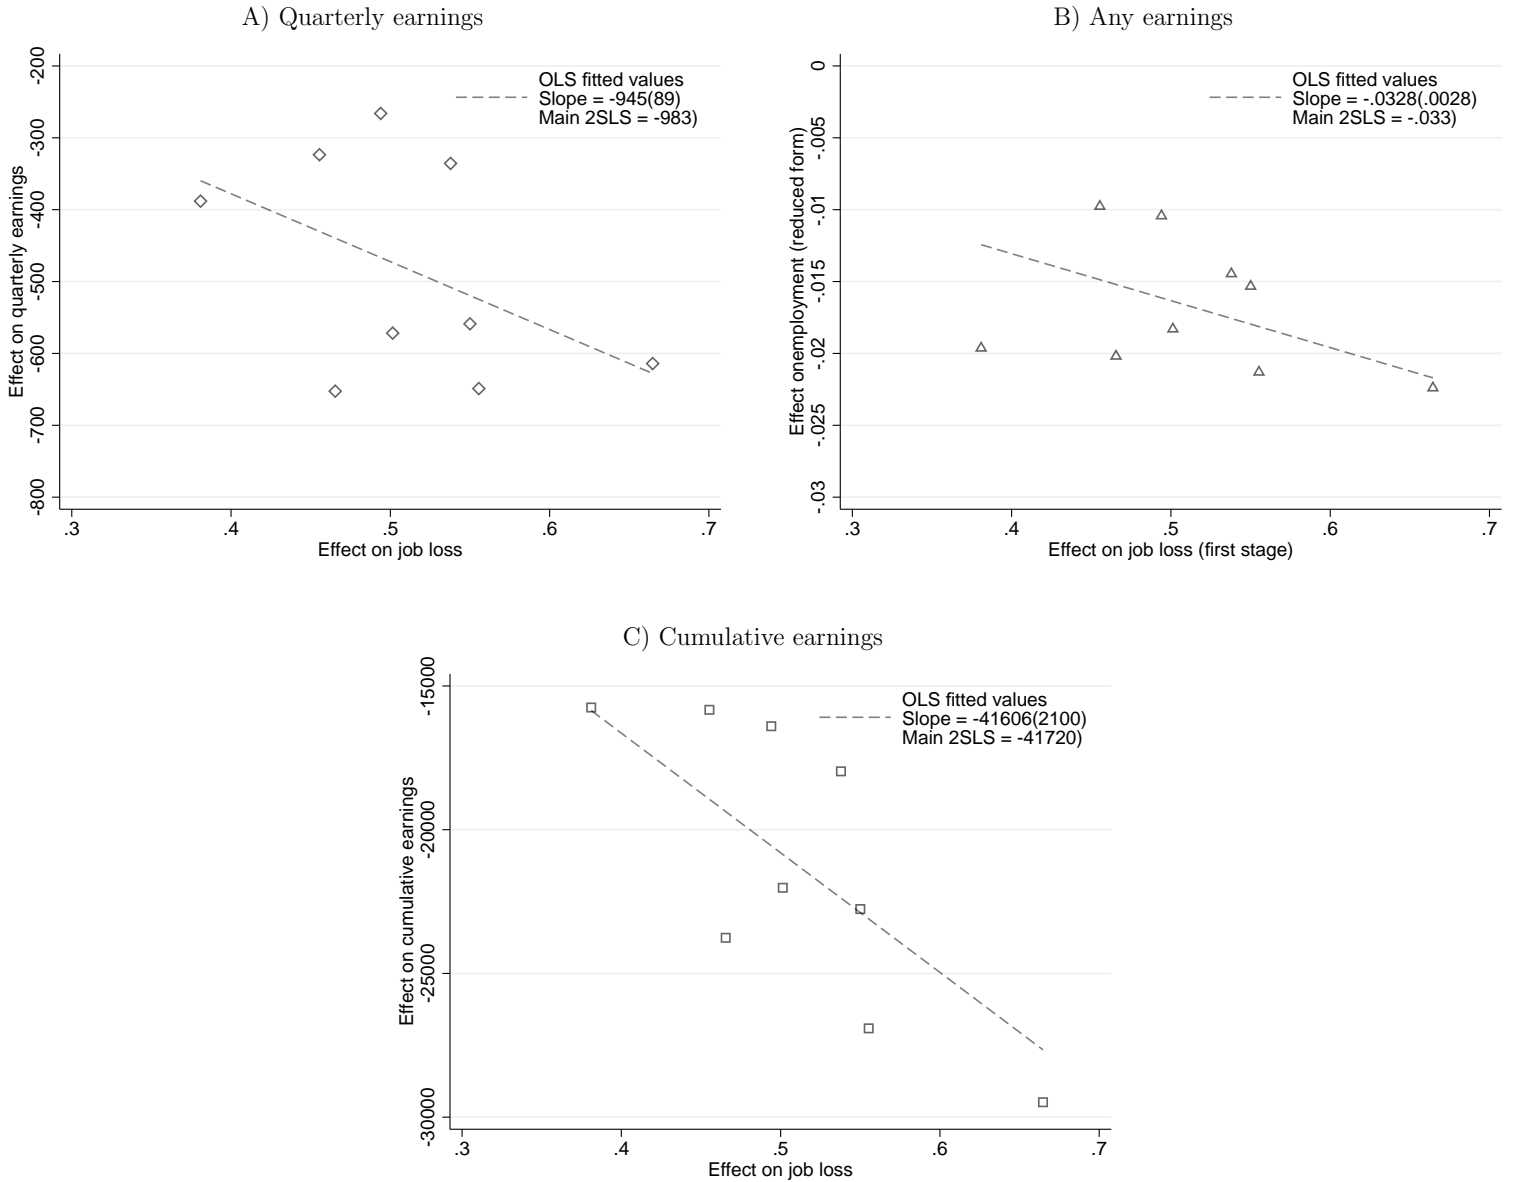 A) Quarterly earnings
-200
-300
-400
-500
-600
-700
-800
Effect on quarterly earnings
OLS fitted values
Slope = -945(89)
Main 2SLS = -983)
.3 .4 .5 .6 .7
Effect on job loss
B) Any earnings
0
-.005
-.01
-.015
-.02
-.025
-.03
Effect onemployment (reduced form)
OLS fitted values
Slope = -.0328(.0028)
Main 2SLS = -.033)
.3 .4 .5 .6 .7
Effect on job loss (first stage)
C) Cumulative earnings
-15000
-20000
-25000
-30000
Effect on cumulative earnings
OLS fitted values
Slope = -41606(2100)
Main 2SLS = -41720)
.3 .4 .5 .6 .7
Effect on job loss